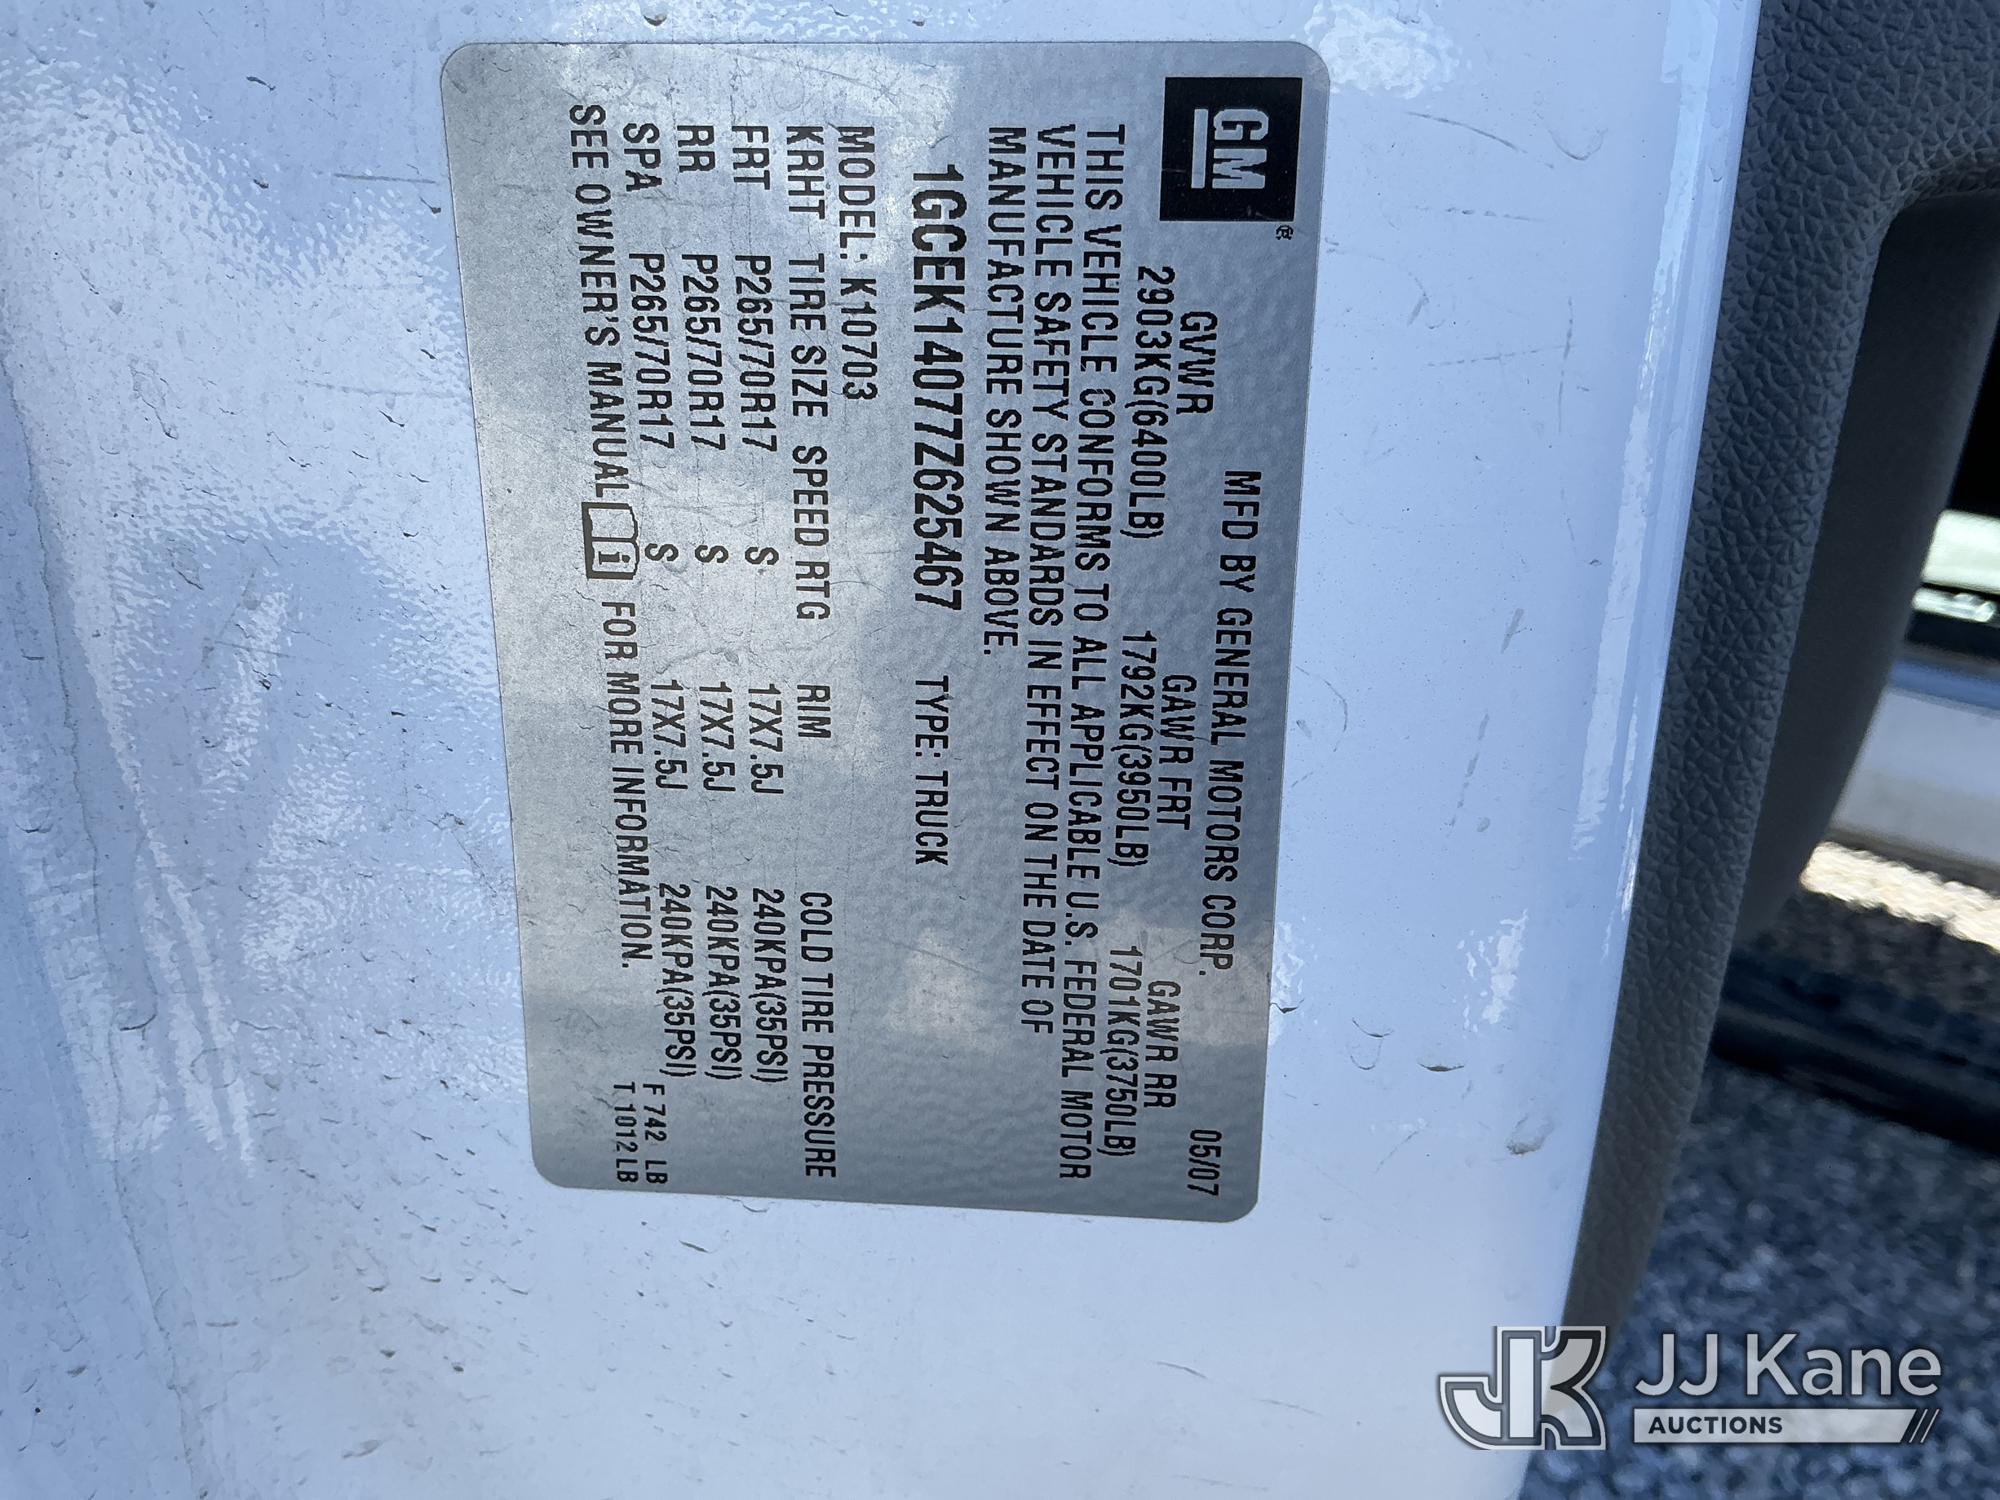 GM
MFD BY GENERAL MOTORS CORP. 05/07
GVWR GAWR FRT GAWR RR
2903KG(6400LB) 1792KG(3950LB) 1701KG(3750LB)
THIS VEHICLE CONFORMS TO ALL APPLICABLE U.S. FEDERAL MOTOR
VEHICLE SAFETY STANDARDS IN EFFECT ON THE DATE OF
MANUFACTURE SHOWN ABOVE.
1GCEK14077Z625467 TYPE: TRUCK
MODEL: K10703
KRHT TIRE SIZE SPEED RTG RIM COLD TIRE PRESSURE
FRT P265/70R17 S 17X7.5J 240KPA(35PSI)
RR P265/70R17 S 17X7.5J 240KPA(35PSI)
SPA P265/70R17 S 17X7.5J 240KPA(35PSI) F 742 LB
SEE OWNER'S MANUAL i FOR MORE INFORMATION. T 1012 LB
JK JJ Kane
AUCTIONS